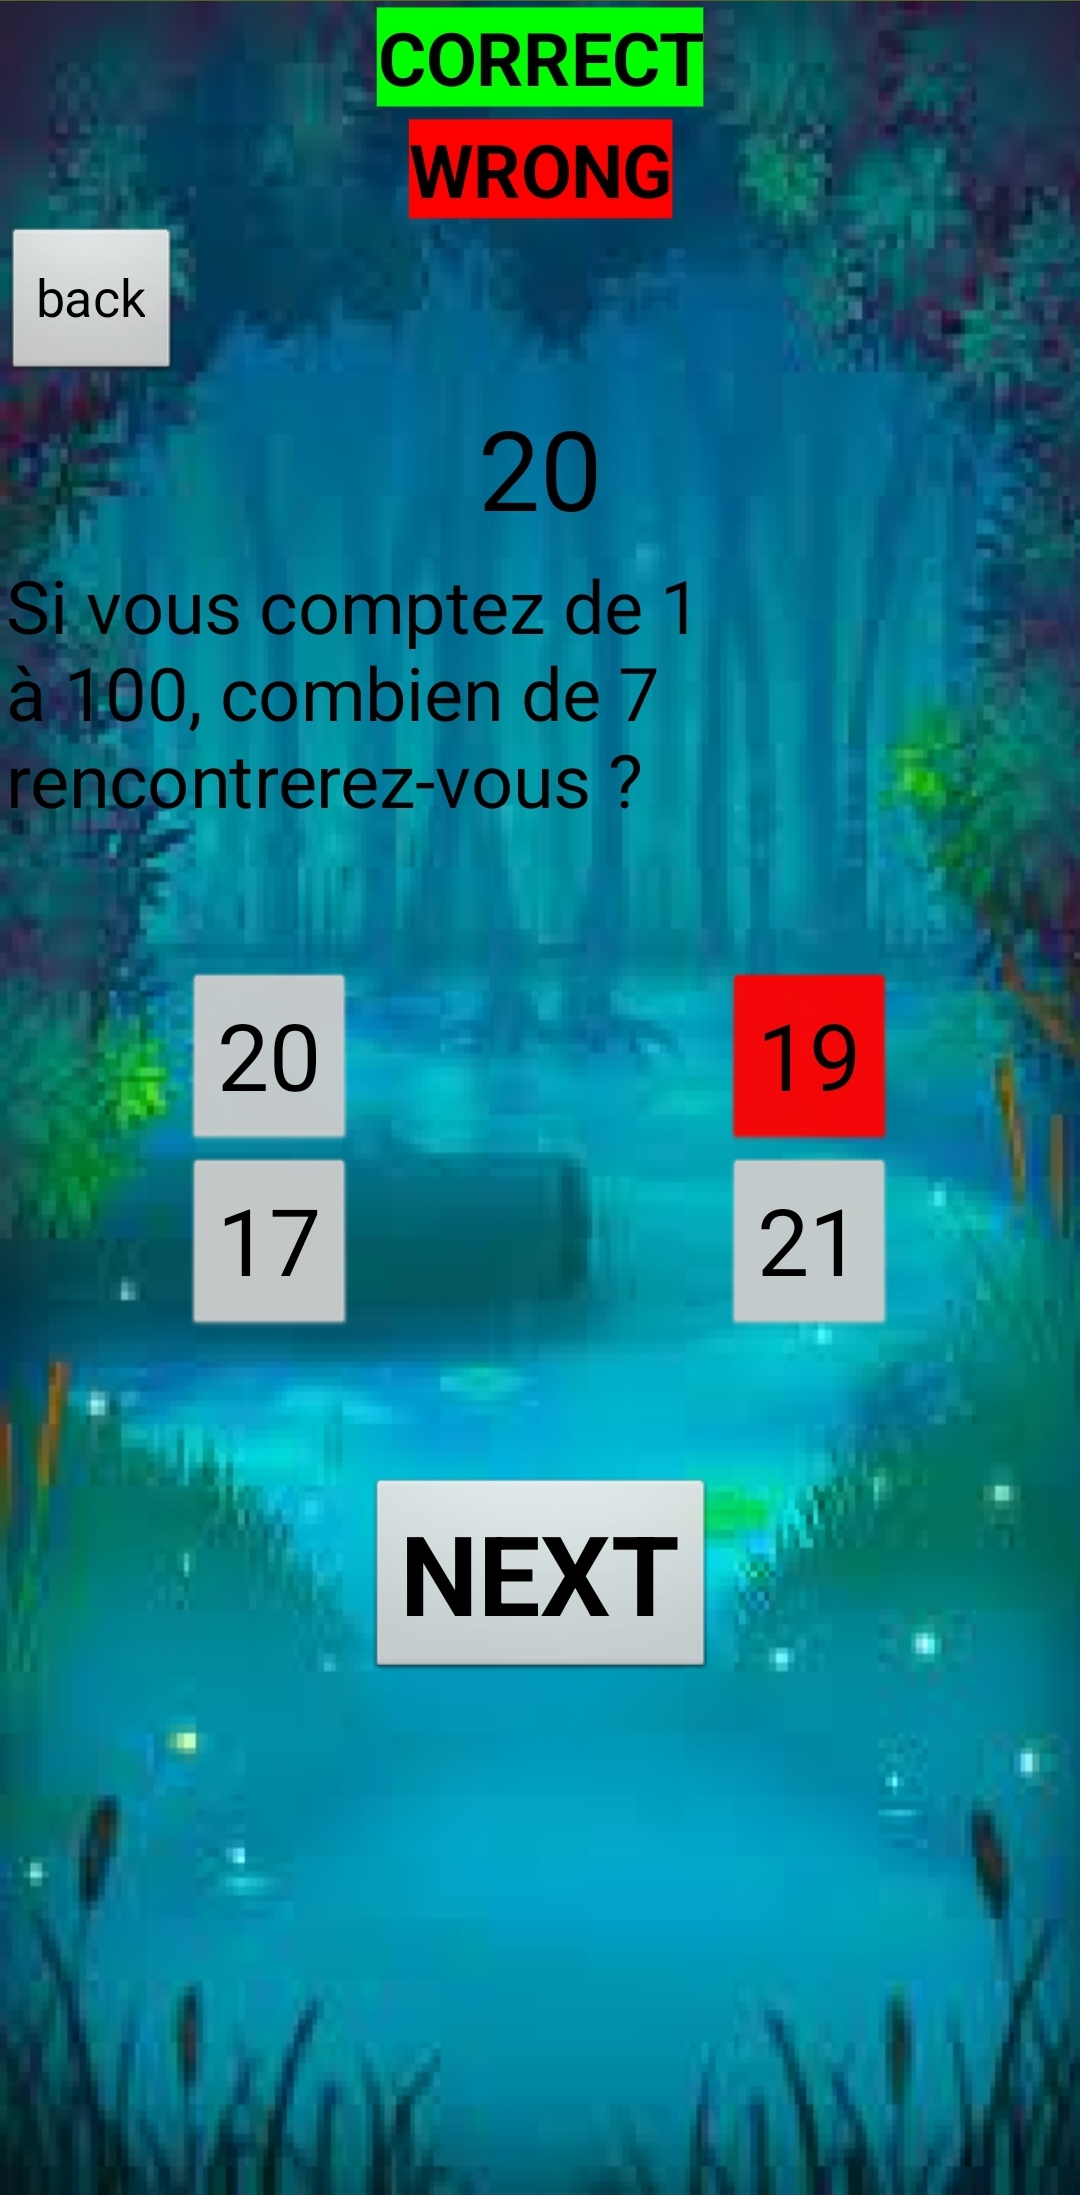 CORRECT
WRONG
back
20
Si vous comptez de 1
à 100, combien de 7
rencontrerez-vous ?
20 19
17 21
NEXT